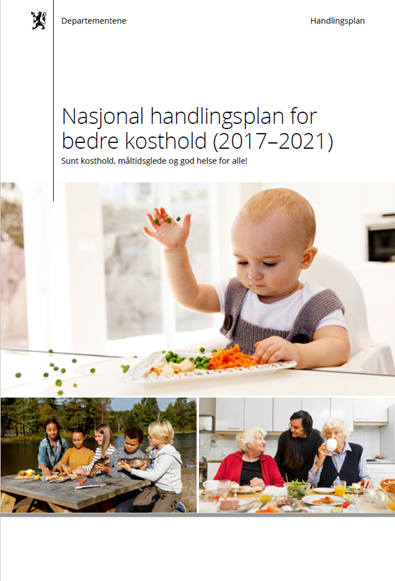 Departementene
Handlingsplan
Nasjonal handlingsplan for
bedre kosthold (2017–2021)
Sunt kosthold, måltidsglede og god helse for alle!